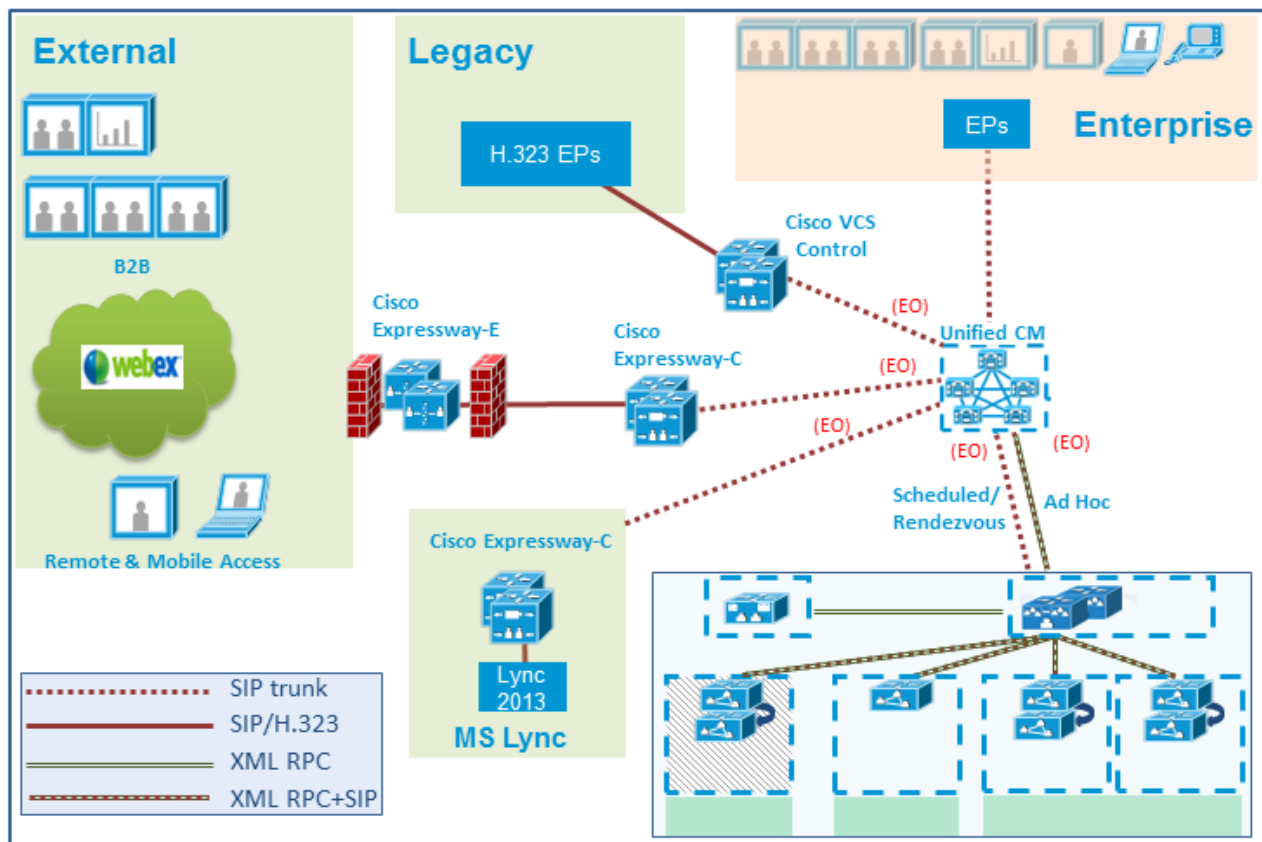 External
Legacy
Enterprise
EPs
H.323 EPs
B2B
webex
Remote & Mobile Access
Cisco
Expressway-E
Cisco
Expressway-C
Cisco VCS
Control
(EO)
Unified CM
(EO)
(EO)
(EO)
(EO)
Scheduled/
Rendezvous
Ad Hoc
Cisco Expressway-C
Lync
2013
MS Lync
SIP trunk
SIP/H.323
XML RPC
XML RPC+SIP